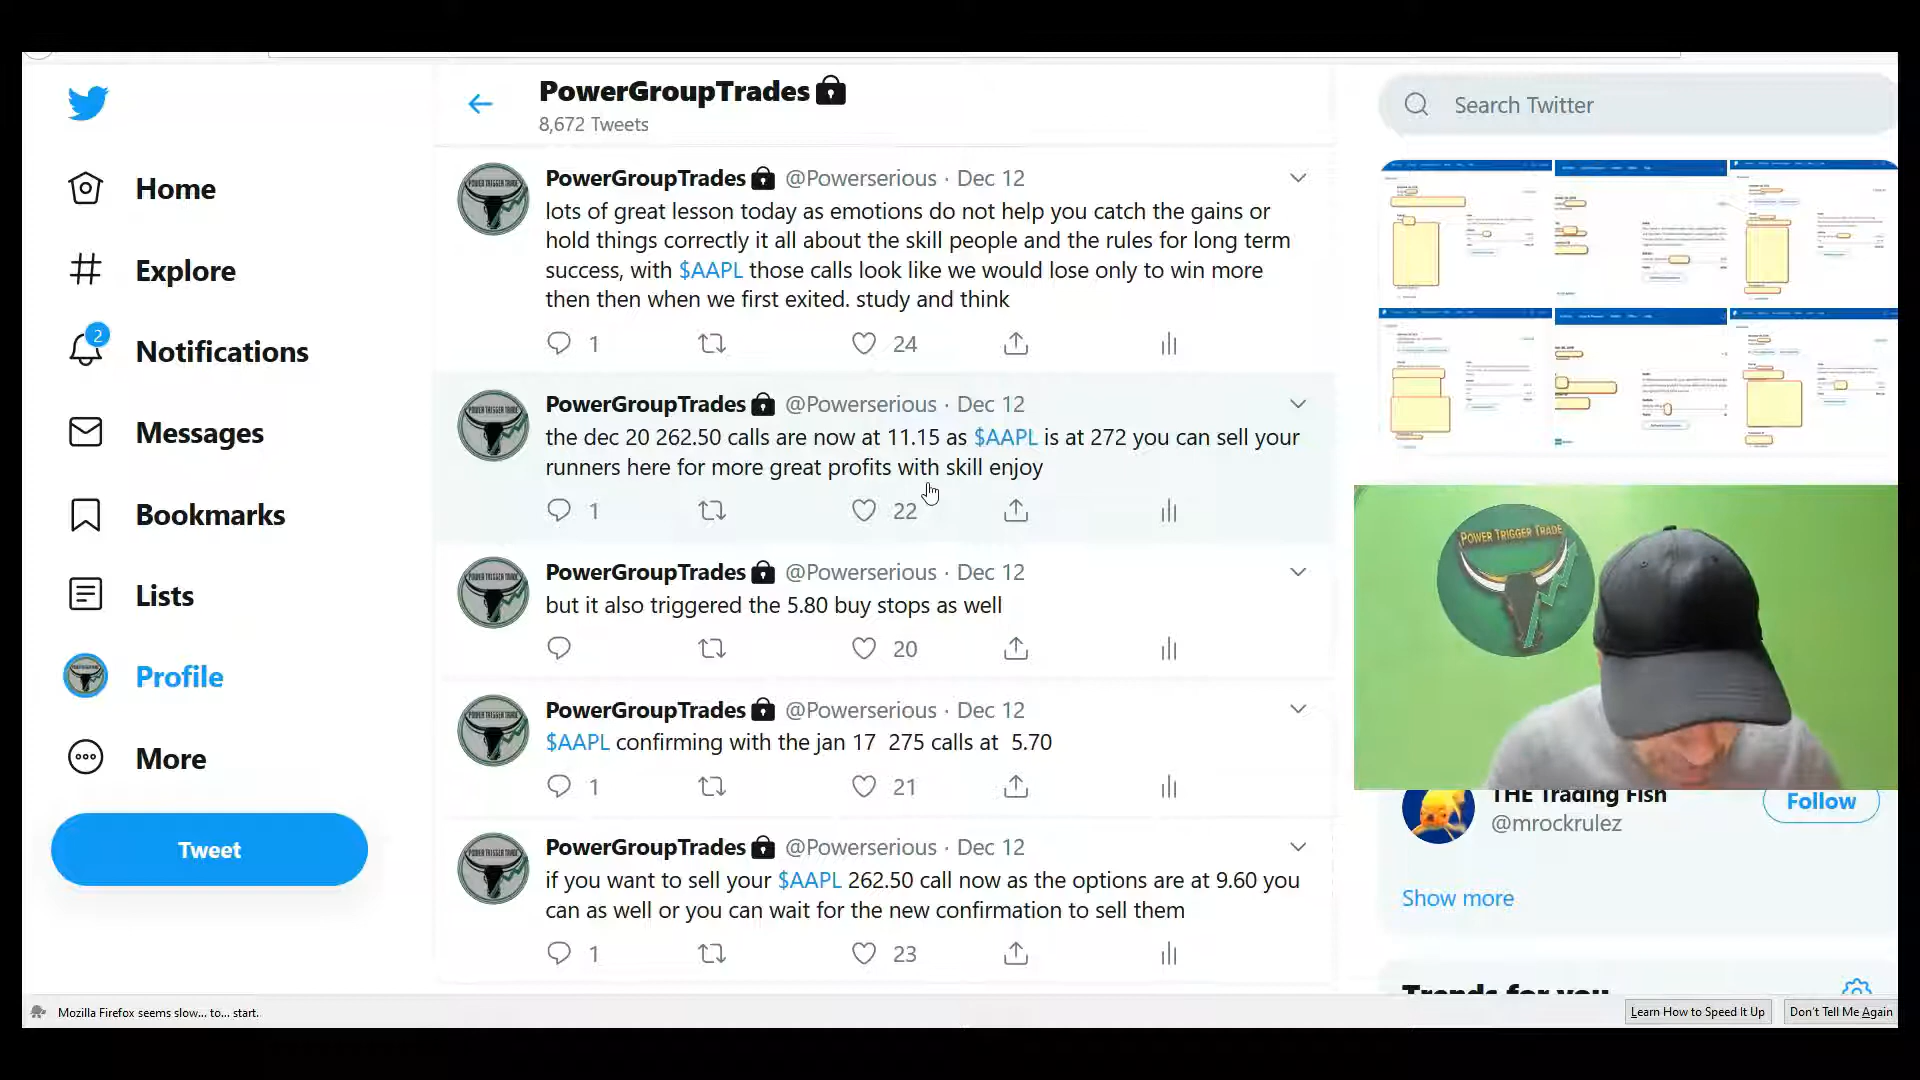 PowerGroupTrades
8,672 Tweets
Search Twitter
Home
Explore
2
Notifications
Messages
Bookmarks
Lists
Profile
More
Tweet
PowerGroupTrades @Powerserious · Dec 12
lots of great lesson today as emotions do not help you catch the gains or
hold things correctly it all about the skill people and the rules for long term
success, with $AAPL those calls look like we would lose only to win more
then then when we first exited. study and think
1 24
PowerGroupTrades @Powerserious · Dec 12
the dec 20 262.50 calls are now at 11.15 as $AAPL is at 272 you can sell your
runners here for more great profits with skill enjoy
1 22
PowerGroupTrades @Powerserious · Dec 12
but it also triggered the 5.80 buy stops as well
20
PowerGroupTrades @Powerserious · Dec 12
$AAPL confirming with the jan 17  275 calls at  5.70
1 21
PowerGroupTrades @Powerserious · Dec 12
if you want to sell your $AAPL 262.50 call now as the options are at 9.60 you
can as well or you can wait for the new confirmation to sell them
1 23
POWER TRIGGER TRADE
THE Trading Fish
@mrockrulez
Follow
Show more
Trends for you
Mozilla Firefox seems slow... to... start.
Learn How to Speed It Up
Don't Tell Me Again